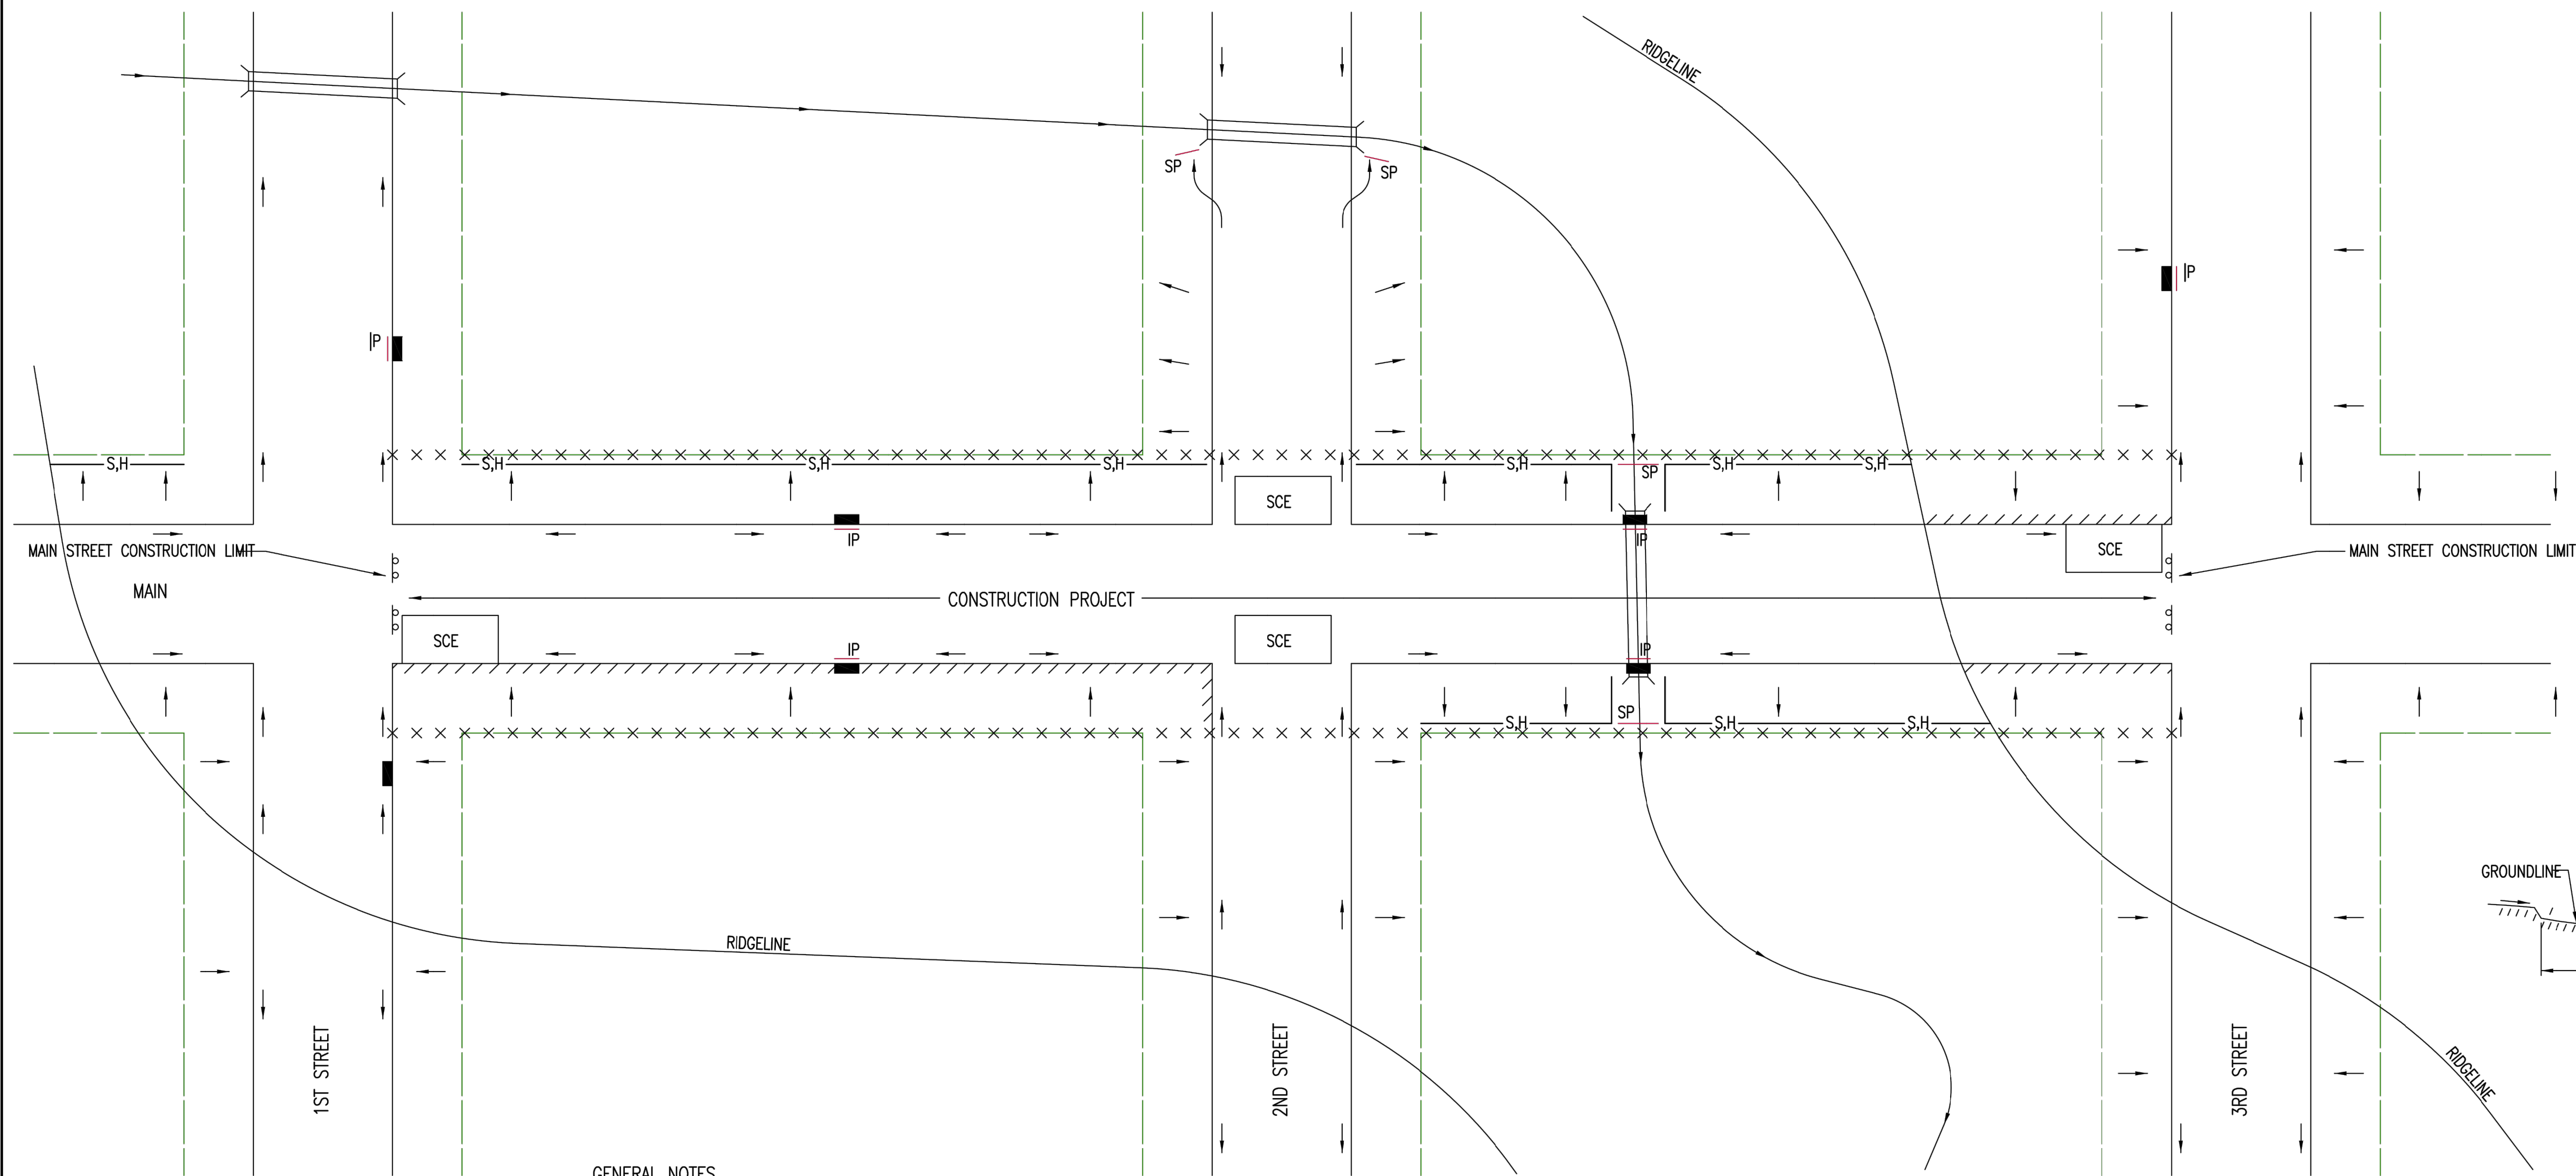 RIDGELINE
SP
SP
IP
IP
S,H
S,H
S,H
S,H
S,H
SP
S,H
S,H
SCE
IP
IP
MAIN STREET CONSTRUCTION LIMIT
SCE
MAIN STREET CONSTRUCTION LIMIT
MAIN
CONSTRUCTION PROJECT
SCE
SCE
IP
IP
SP
S,H
S,H
S,H
GROUNDLINE
RIDGELINE
1ST STREET
2ND STREET
3RD STREET
RIDGELINE
GENERAL NOTES